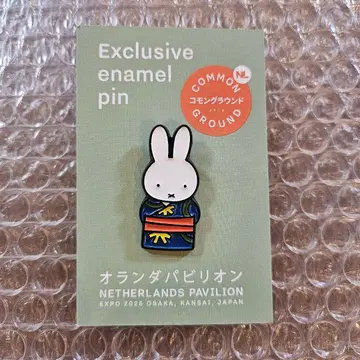 Exclusive
enamel
pin
NL
COMMON
コモングラウンド
GROUND
オランダパビリオン
NETHERLANDS PAVILION
EXPO 2025 OSAKA, KANSAI, JAPAN